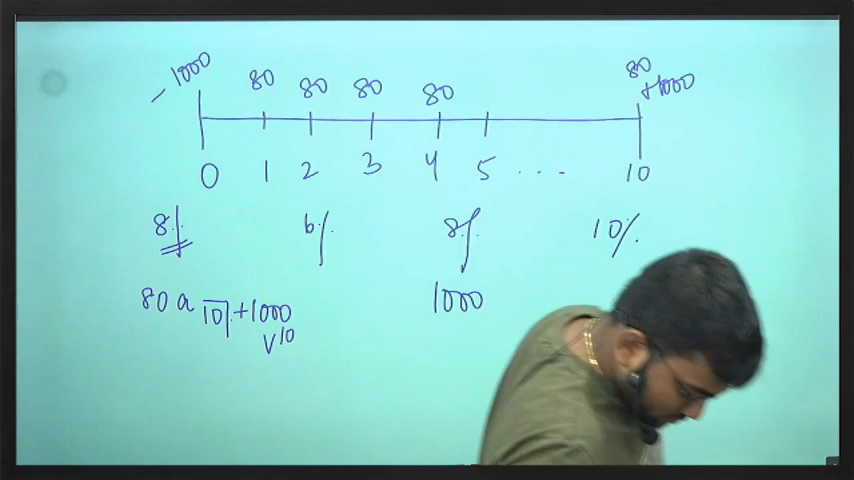 - 1000 80 80 80 80 80
+1000
0 1 2 3 4 5 ... 10
8% 6% 8% 10%
80 a 10| + 1000 1000
v10